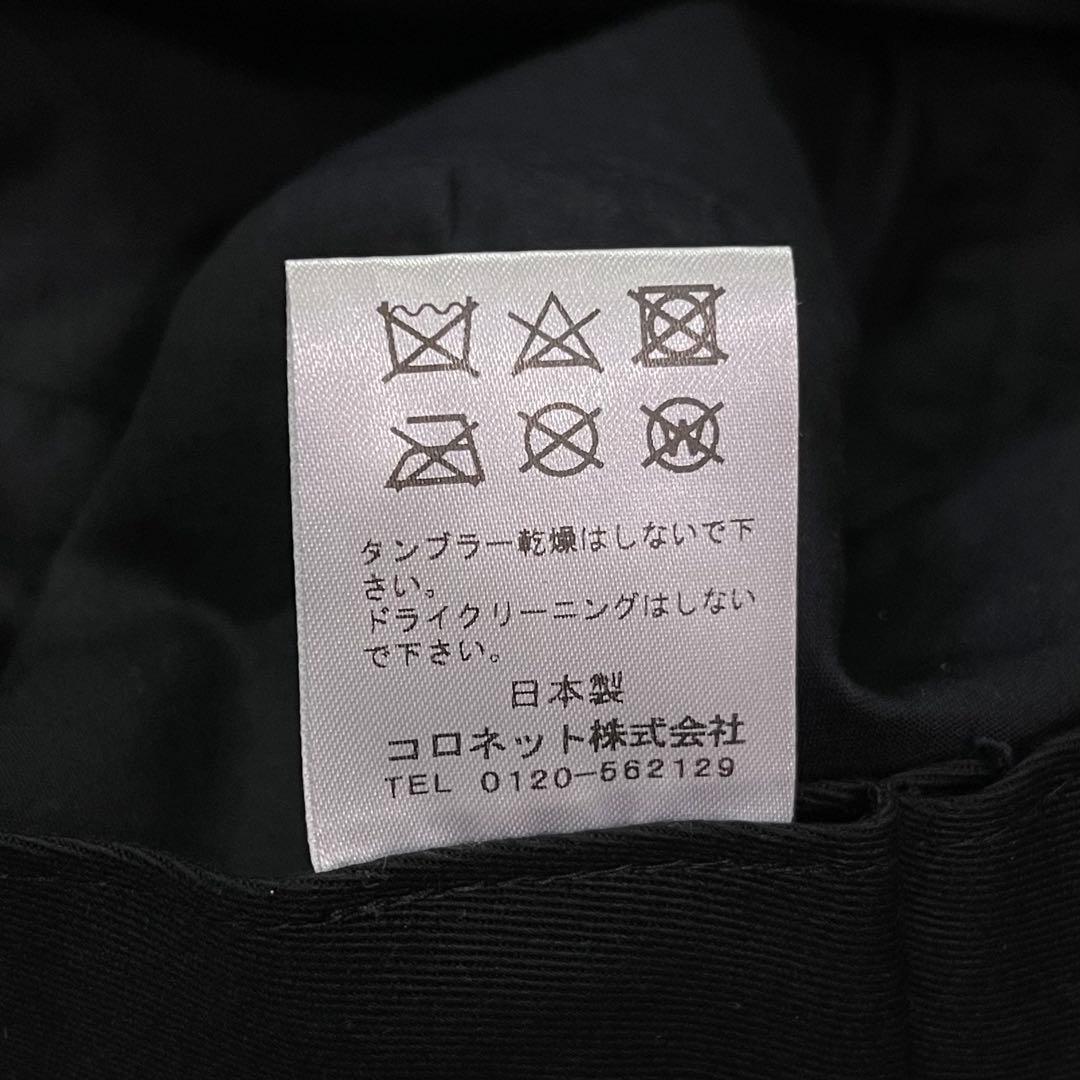 W
タンブラー乾燥はしないで下
さい。
ドライクリーニングはしない
で下さい。
日本製
コロネット株式会社
TEL 0120-562129